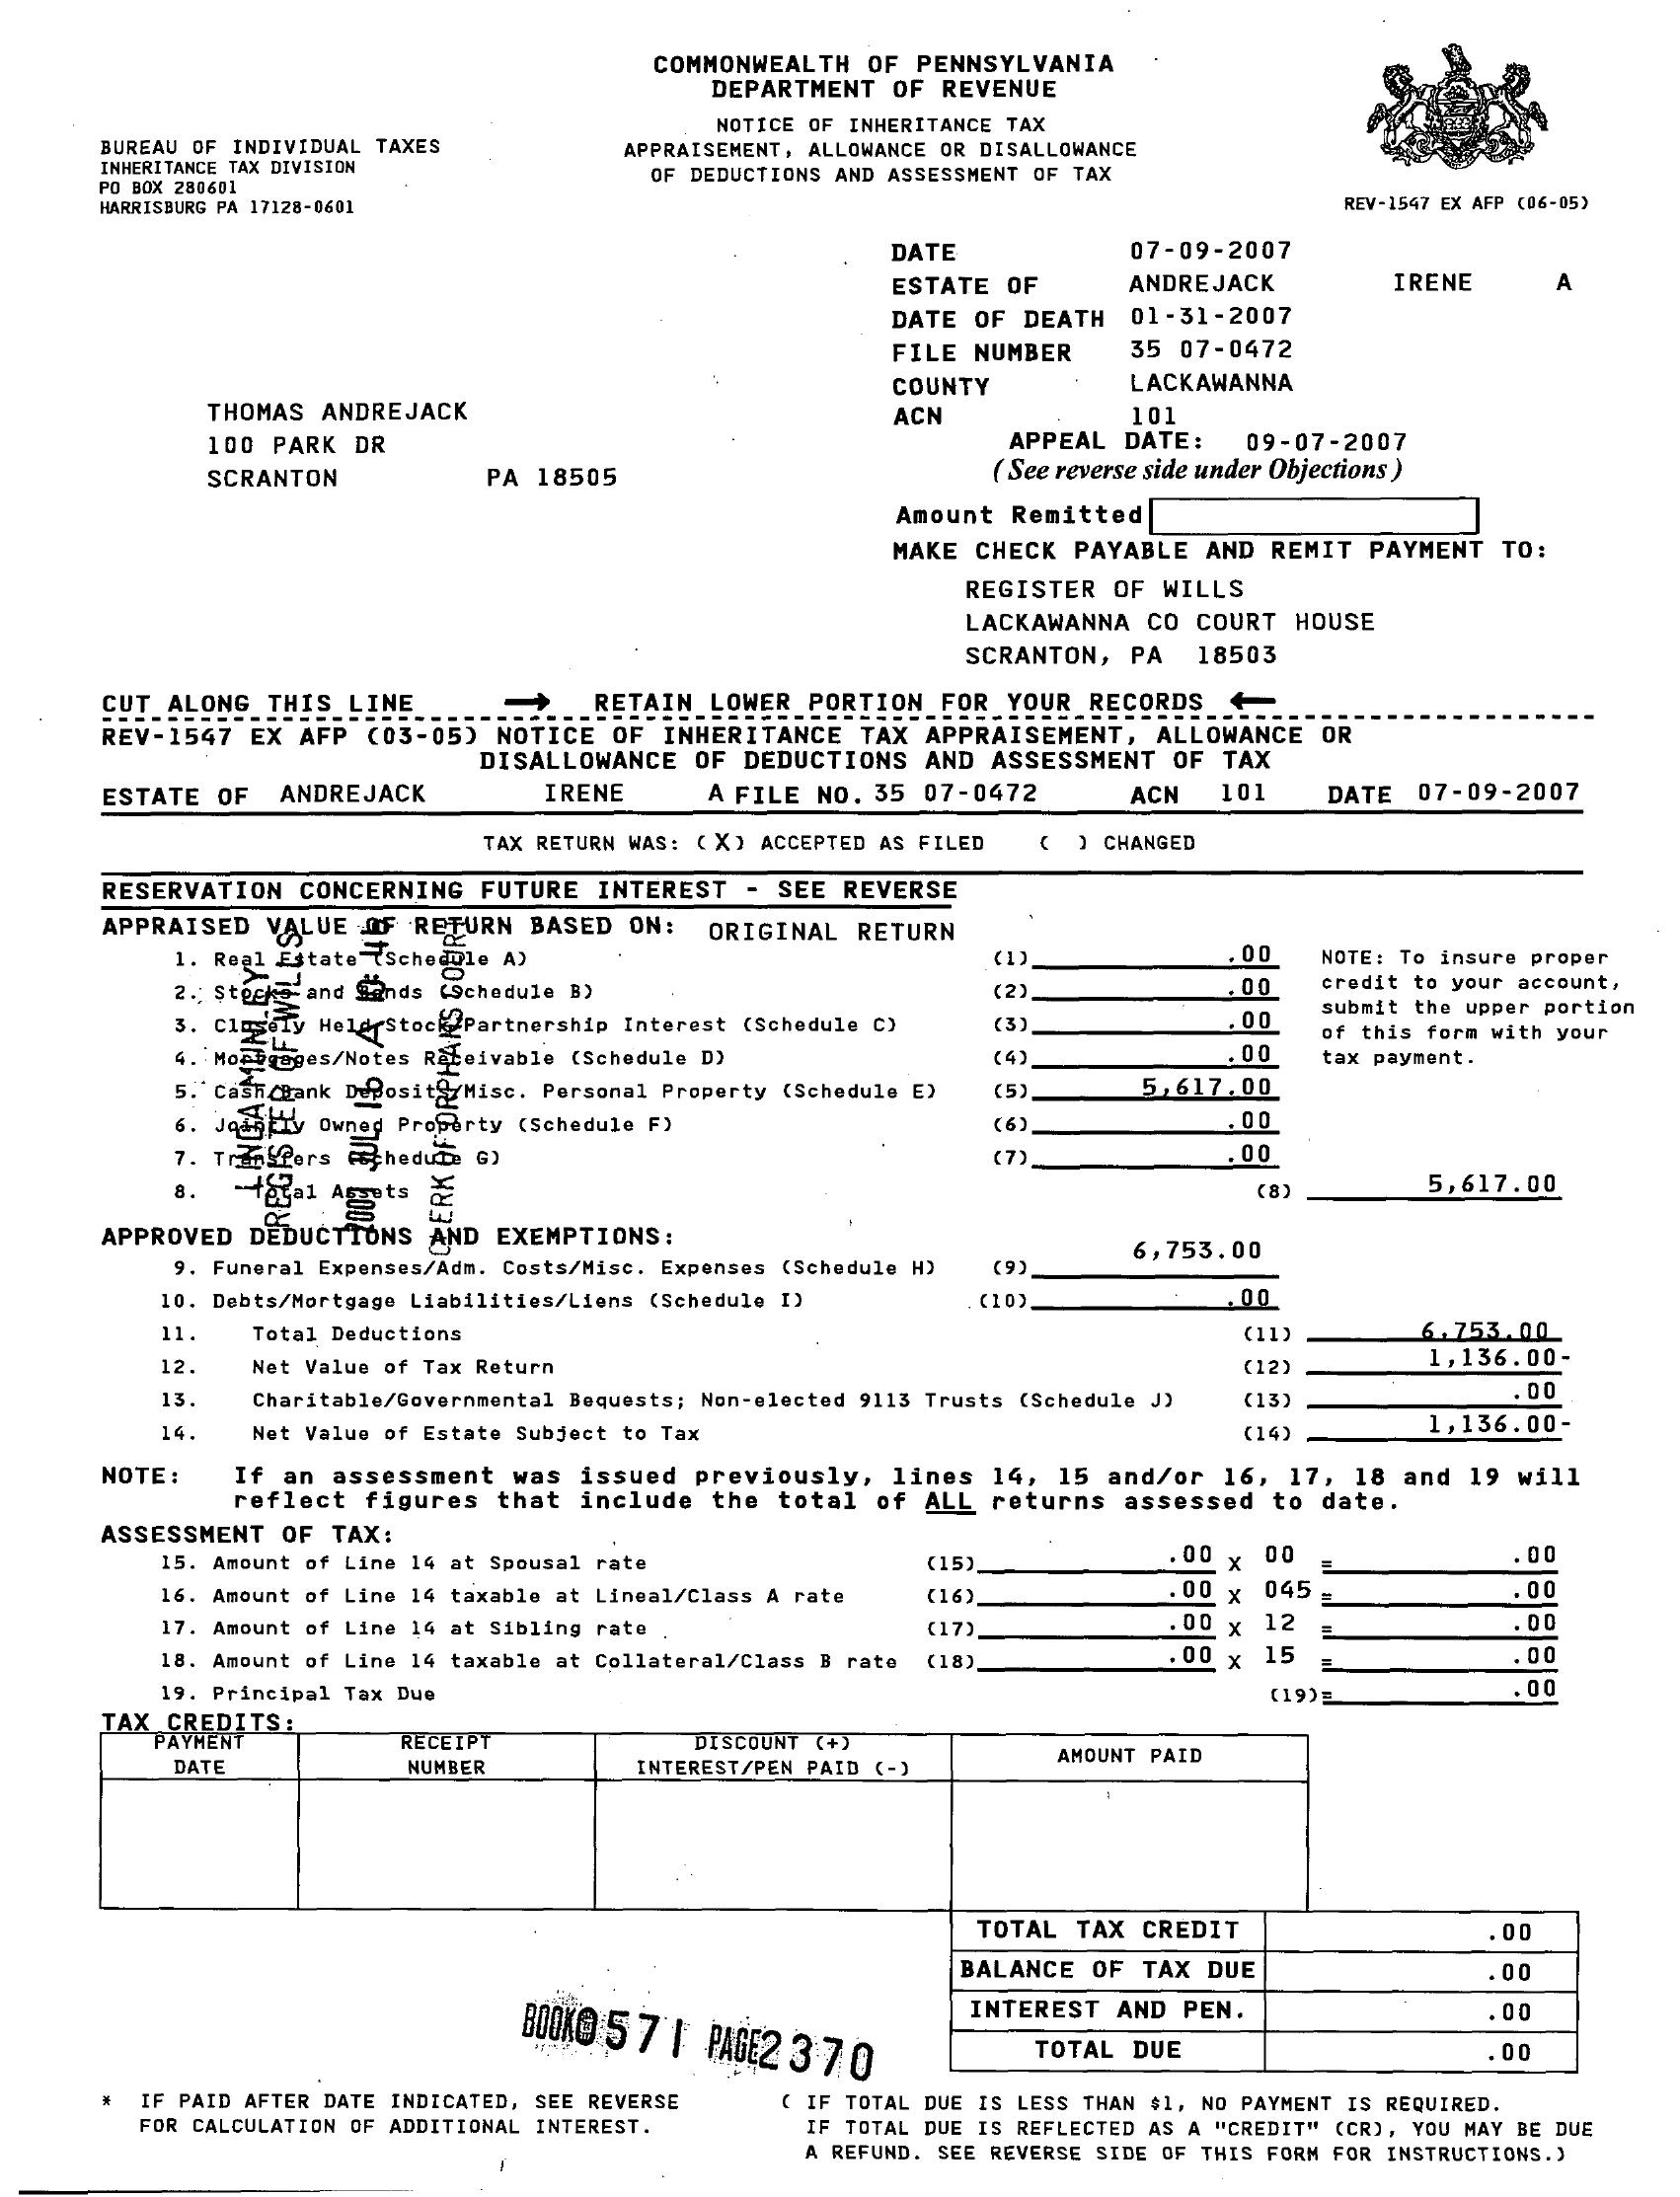 COMMONWEALTH OF PENNSYLVANIA
DEPARTMENT OF REVENUE
NOTICE OF INHERITANCE TAX
APPRAISEMENT, ALLOWANCE OR DISALLOWANCE
OF DEDUCTIONS AND ASSESSMENT OF TAX
BUREAU OF INDIVIDUAL TAXES
INHERITANCE TAX DIVISION
PO BOX 280601
HARRISBURG PA 17128-0601
REV-1547 EX AFP (06-05)
DATE 07-09-2007
ESTATE OF ANDREJACK IRENE A
DATE OF DEATH 01-31-2007
FILE NUMBER 35 07-0472
COUNTY LACKAWANNA
ACN 101
APPEAL DATE: 09-07-2007
(See reverse side under Objections)
THOMAS ANDREJACK
100 PARK DR
SCRANTON PA 18505
Amount Remitted
MAKE CHECK PAYABLE AND REMIT PAYMENT TO:
REGISTER OF WILLS
LACKAWANNA CO COURT HOUSE
SCRANTON, PA 18503
CUT ALONG THIS LINE → RETAIN LOWER PORTION FOR YOUR RECORDS ←
REV-1547 EX AFP (03-05) NOTICE OF INHERITANCE TAX APPRAISEMENT, ALLOWANCE OR
DISALLOWANCE OF DEDUCTIONS AND ASSESSMENT OF TAX
ESTATE OF ANDREJACK IRENE A FILE NO. 35 07-0472 ACN 101 DATE 07-09-2007
TAX RETURN WAS: (X) ACCEPTED AS FILED ( ) CHANGED
RESERVATION CONCERNING FUTURE INTEREST - SEE REVERSE
APPRAISED VALUE OF RETURN BASED ON: ORIGINAL RETURN
1. Real Estate (Schedule A) (1) .00
2. Stocks and Bonds (Schedule B) (2) .00
3. Closely Held Stock/Partnership Interest (Schedule C) (3) .00
4. Mortgages/Notes Receivable (Schedule D) (4) .00
5. Cash/Bank Deposits/Misc. Personal Property (Schedule E) (5) 5,617.00
6. Jointly Owned Property (Schedule F) (6) .00
7. Transfers (Schedule G) (7) .00
8. Total Assets (8) 5,617.00
NOTE: To insure proper
credit to your account,
submit the upper portion
of this form with your
tax payment.
LINDA MUNLEY
REGISTER OF WILLS
2007 JUL 16 A 10:46
CLERK OF ORPHANS COURT
APPROVED DEDUCTIONS AND EXEMPTIONS:
9. Funeral Expenses/Adm. Costs/Misc. Expenses (Schedule H) (9) 6,753.00
10. Debts/Mortgage Liabilities/Liens (Schedule I) (10) .00
11. Total Deductions (11) 6,753.00
12. Net Value of Tax Return (12) 1,136.00-
13. Charitable/Governmental Bequests; Non-elected 9113 Trusts (Schedule J) (13) .00
14. Net Value of Estate Subject to Tax (14) 1,136.00-
NOTE: If an assessment was issued previously, lines 14, 15 and/or 16, 17, 18 and 19 will
reflect figures that include the total of ALL returns assessed to date.
ASSESSMENT OF TAX:
15. Amount of Line 14 at Spousal rate (15) .00 X 00 = .00
16. Amount of Line 14 taxable at Lineal/Class A rate (16) .00 X 045 = .00
17. Amount of Line 14 at Sibling rate (17) .00 X 12 = .00
18. Amount of Line 14 taxable at Collateral/Class B rate (18) .00 X 15 = .00
19. Principal Tax Due (19)= .00
TAX CREDITS:
PAYMENT DATE RECEIPT NUMBER DISCOUNT (+) INTEREST/PEN PAID (-) AMOUNT PAID
TOTAL TAX CREDIT .00
BALANCE OF TAX DUE .00
INTEREST AND PEN. .00
TOTAL DUE .00
BOOK 0571 PAGE 2370
* IF PAID AFTER DATE INDICATED, SEE REVERSE
FOR CALCULATION OF ADDITIONAL INTEREST.
( IF TOTAL DUE IS LESS THAN $1, NO PAYMENT IS REQUIRED.
IF TOTAL DUE IS REFLECTED AS A "CREDIT" (CR), YOU MAY BE DUE
A REFUND. SEE REVERSE SIDE OF THIS FORM FOR INSTRUCTIONS.)